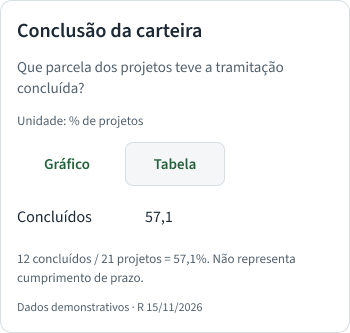 Conclusão da carteira
Que parcela dos projetos teve a tramitação
concluída?
Unidade: % de projetos
Gráfico
Tabela
Concluídos 57,1
12 concluídos / 21 projetos = 57,1%. Não representa
cumprimento de prazo.
Dados demonstrativos · R 15/11/2026